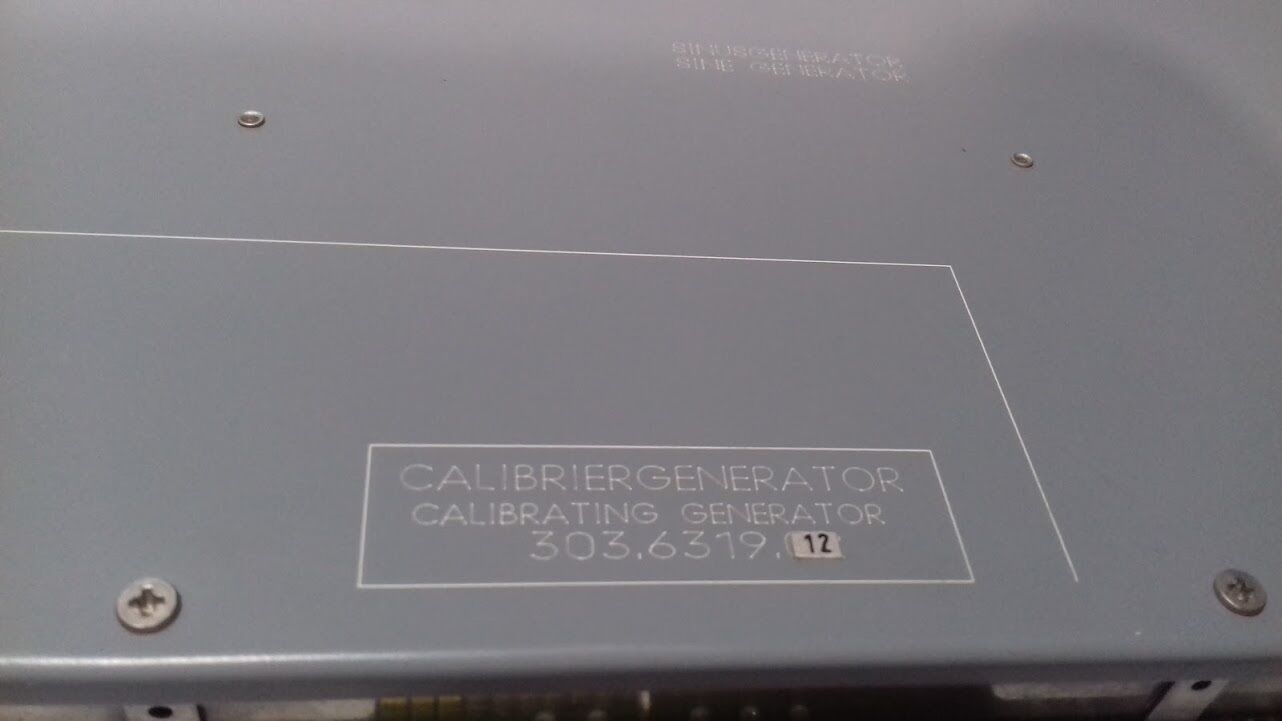 SINUSGENERATOR
SINE GENERATOR
CALIBRIERGENERATOR
CALIBRATING GENERATOR
303.6319.12